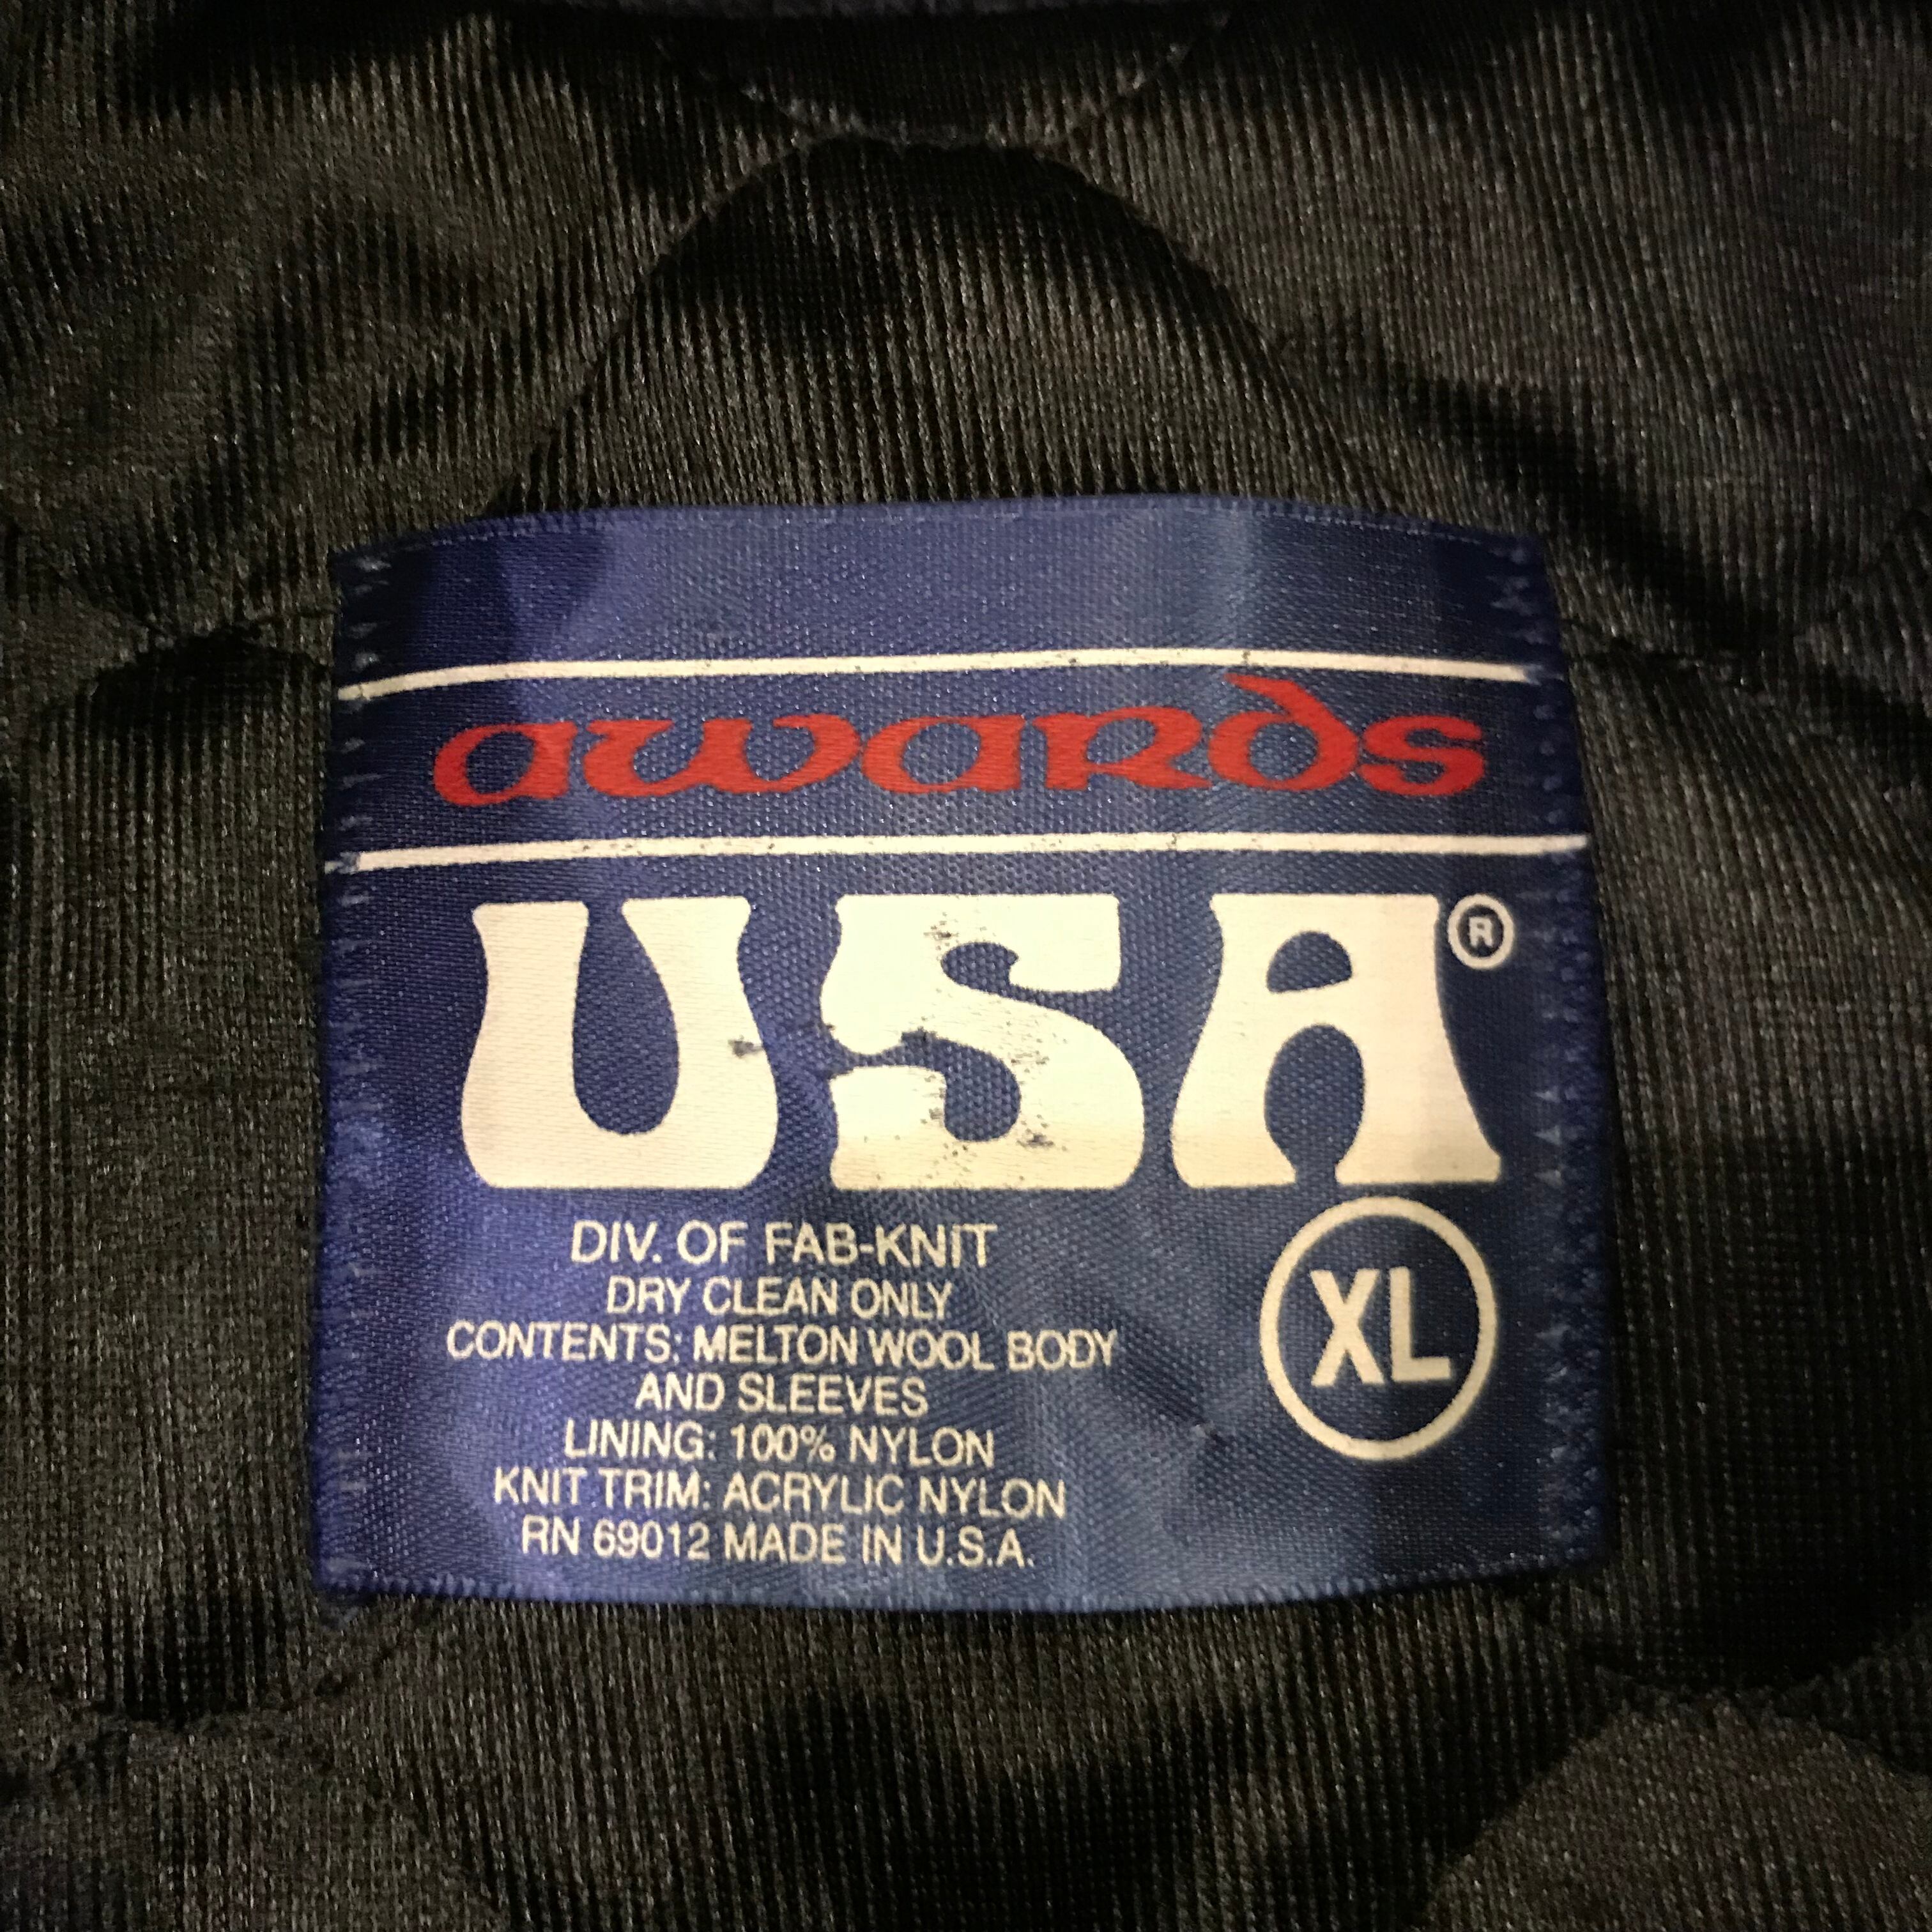 awards
USA®
DIV. OF FAB-KNIT
DRY CLEAN ONLY
CONTENTS: MELTON WOOL BODY
AND SLEEVES
LINING: 100% NYLON
KNIT TRIM: ACRYLIC NYLON
RN 69012 MADE IN U.S.A.
XL